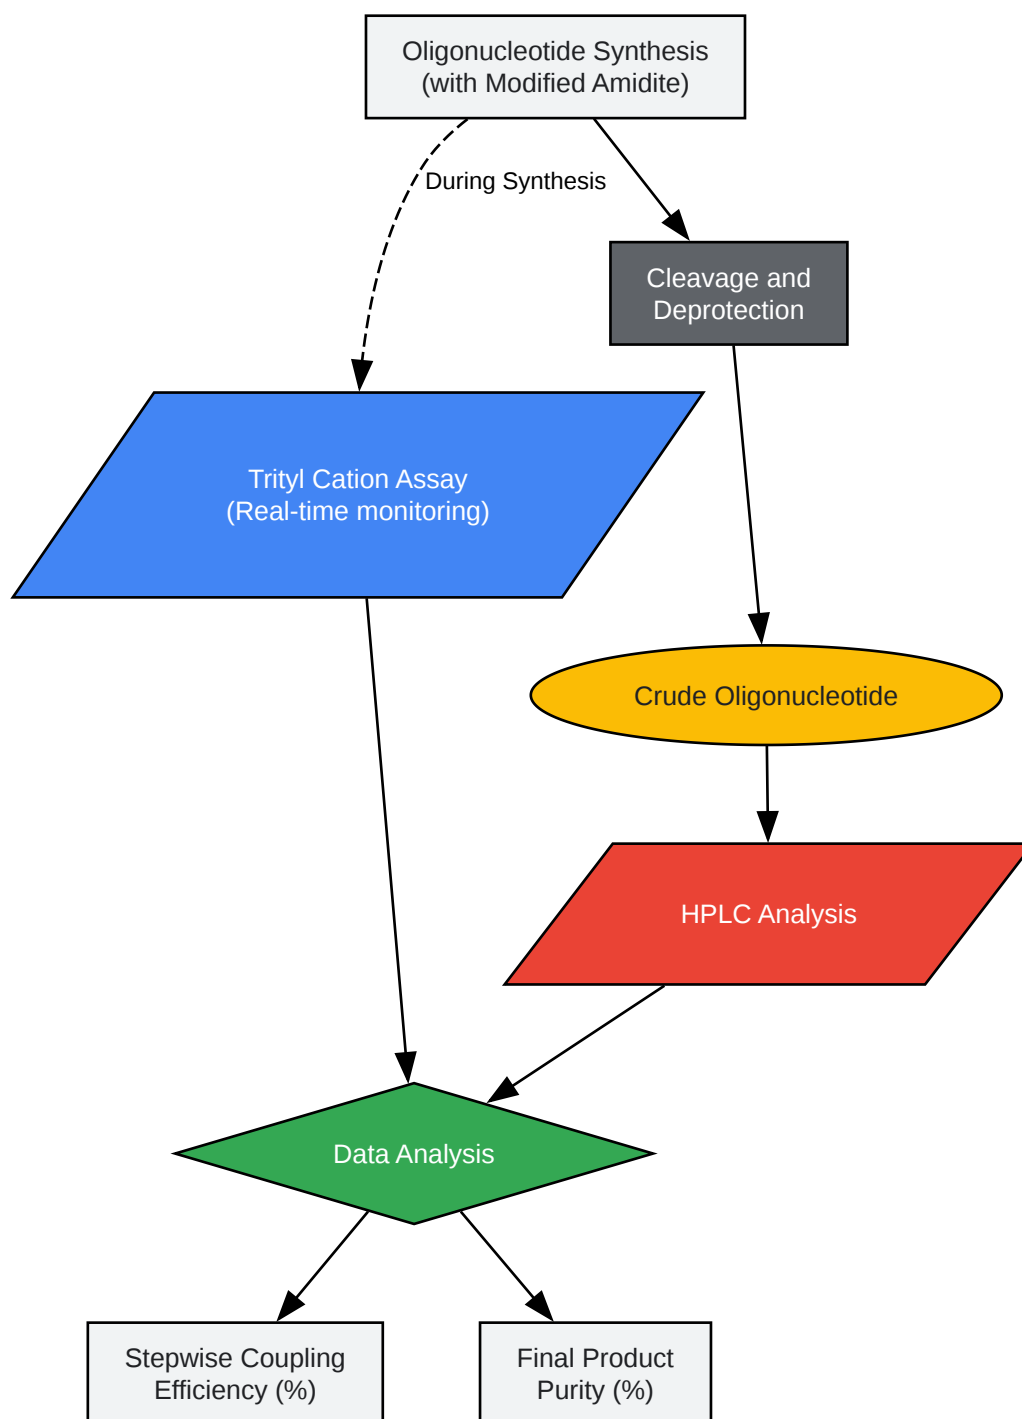 Oligonucleotide Synthesis
(with Modified Amidite)
During Synthesis
Cleavage and
Deprotection
Trityl Cation Assay
(Real-time monitoring)
Crude Oligonucleotide
HPLC Analysis
Data Analysis
Stepwise Coupling
Efficiency (%)
Final Product
Purity (%)